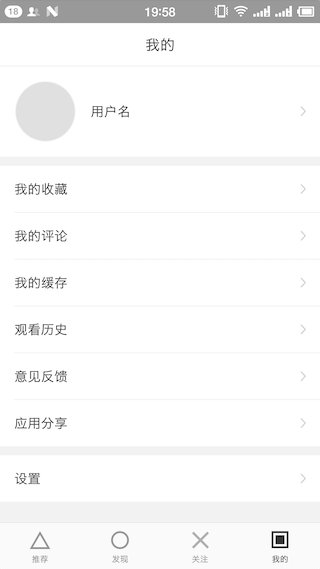 18
19:58
我的
用户名
我的收藏
我的评论
我的缓存
观看历史
意见反馈
应用分享
设置
推荐
发现
关注
我的